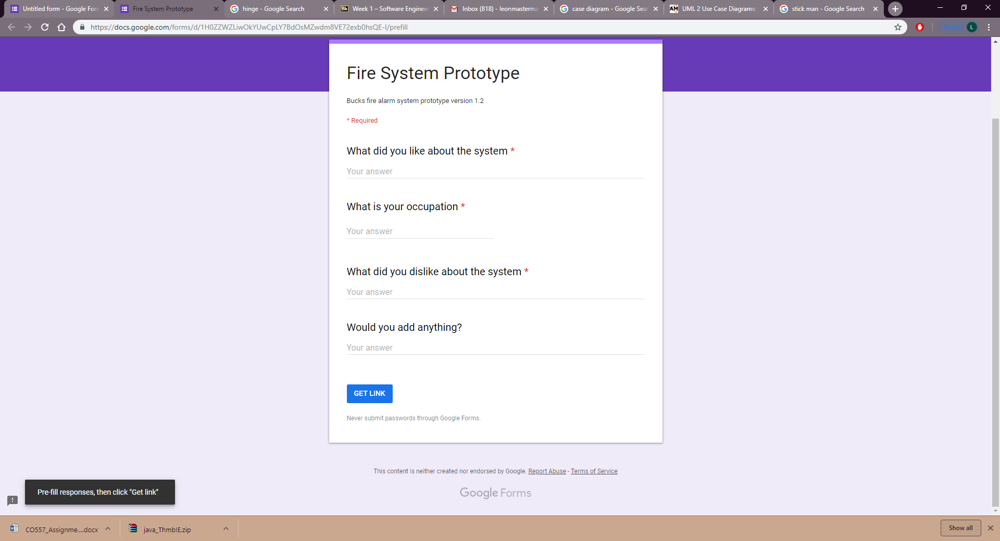 Untitled form - Google For
Fire System Prototype
hinge - Google Search
Bb
Week 1 – Software Enginee
Inbox (818) - leonmasterma
case diagram - Google Sea
AM
UML 2 Use Case Diagrams:
stick man - Google Search
https://docs.google.com/forms/d/1H0ZZWZLiwOkYUwCpLY7BdOsMZwdm8VE72exb0hsQE-I/prefill
Paused
L
Fire System Prototype
Bucks fire alarm system prototype version 1.2
* Required
What did you like about the system *
Your answer
What is your occupation *
Your answer
What did you dislike about the system *
Your answer
Would you add anything?
Your answer
GET LINK
Never submit passwords through Google Forms.
This content is neither created nor endorsed by Google. Report Abuse - Terms of Service
Google Forms
Pre-fill responses, then click "Get link"
CO557_Assignme....docx
java_ThmbIE.zip
Show all